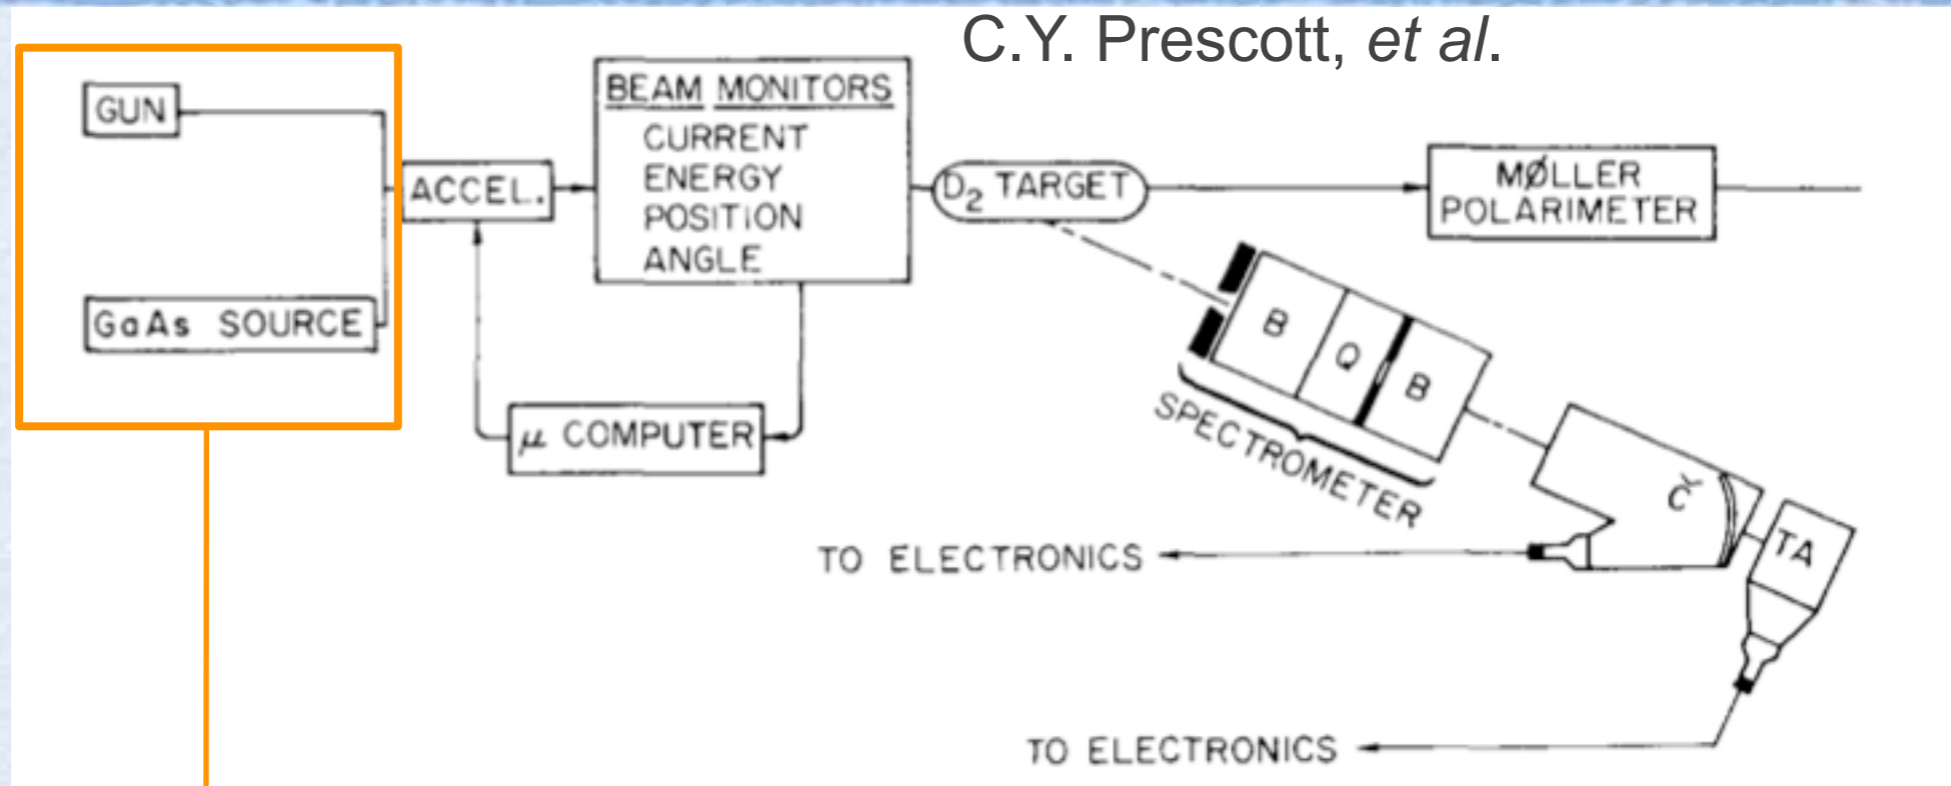 C.Y. Prescott, et al.
GUN
GaAs SOURCE
ACCEL.
BEAM MONITORS
CURRENT
ENERGY
POSITION
ANGLE
μ COMPUTER
D₂ TARGET
MØLLER
POLARIMETER
B
Q
B
SPECTROMETER
Č
TA
TO ELECTRONICS
TO ELECTRONICS